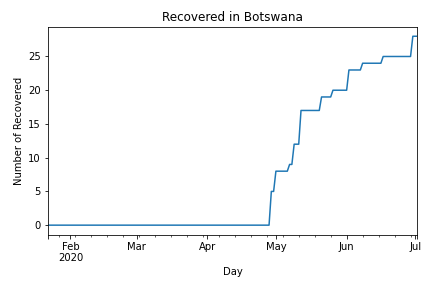 Recovered in Botswana
Number of Recovered
25
20
15
10
5
0
Feb
2020
Mar
Apr
May
Jun
Jul
Day